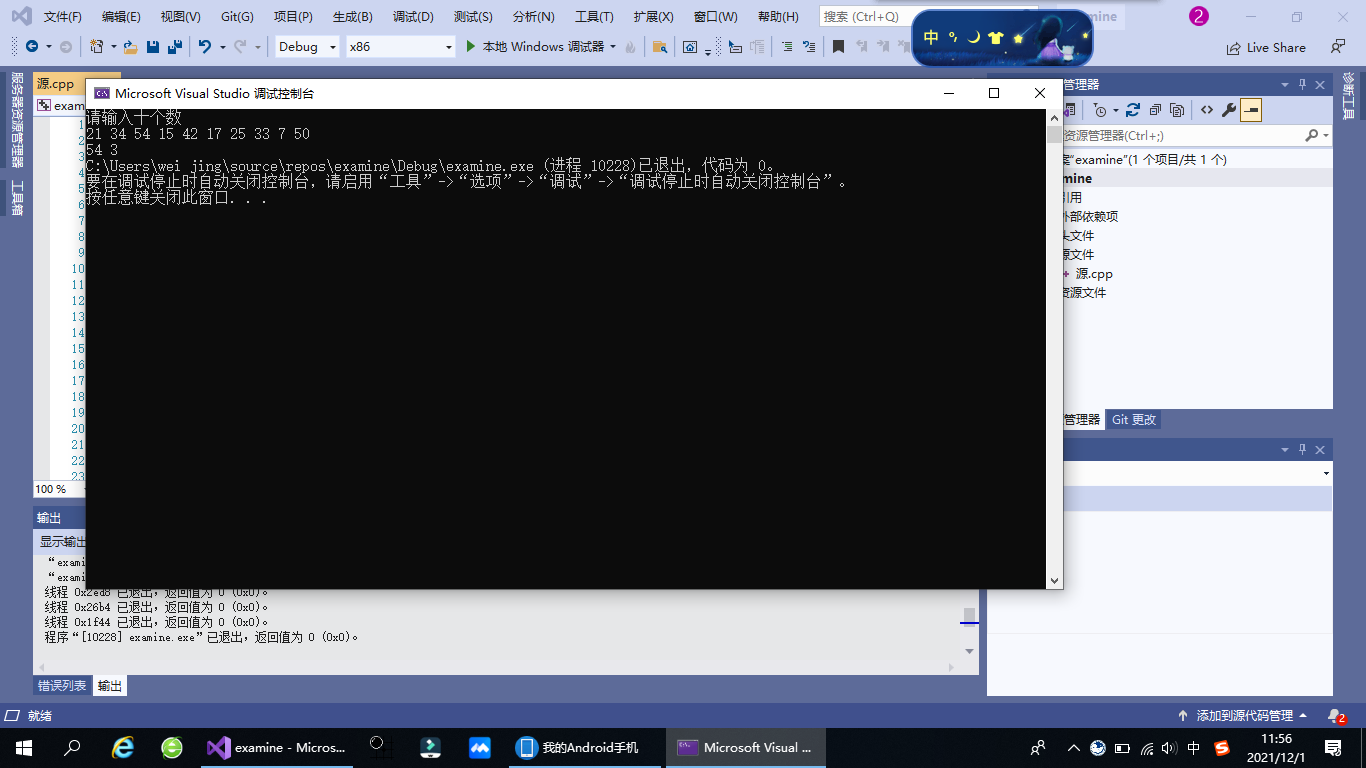 文件(F) 编辑(E) 视图(V) Git(G) 项目(P) 生成(B) 调试(D) 测试(S) 分析(N) 工具(T) 扩展(X) 窗口(W) 帮助(H) 搜索 (Ctrl+Q) mine 2
Debug x86 本地 Windows 调试器 中 Live Share
服务器资源管理器
工具箱
源.cpp
exam
Microsoft Visual Studio 调试控制台
请输入十个数
21 34 54 15 42 17 25 33 7 50
54 3
C:\Users\wei jing\source\repos\examine\Debug\examine.exe (进程 10228)已退出，代码为 0。
要在调试停止时自动关闭控制台，请启用“工具”->“选项”->“调试”->“调试停止时自动关闭控制台”。
按任意键关闭此窗口. . .
1
7
8
9
10
11
12
13
14
15
16
17
18
19
20
21
22
23
100 %
管理器
资源管理器(Ctrl+;)
案“examine”(1 个项目/共 1 个)
mine
引用
外部依赖项
头文件
源文件
源.cpp
资源文件
管理器 Git 更改
诊断工具
输出
显示输出
“exami
“exami
线程 0x2ed8 已退出，返回值为 0 (0x0)。
线程 0x26b4 已退出，返回值为 0 (0x0)。
线程 0x1f44 已退出，返回值为 0 (0x0)。
程序“[10228] examine.exe”已退出，返回值为 0 (0x0)。
错误列表 输出
就绪 添加到源代码管理 2
examine - Micros... 我的Android手机 Microsoft Visual ... 中 11:56
2021/12/1